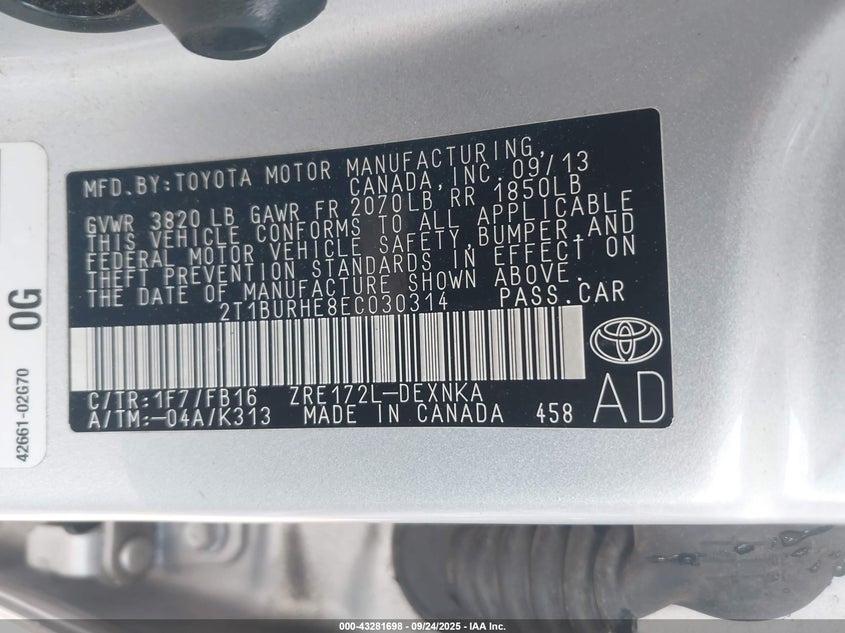 MFD.BY:TOYOTA MOTOR MANUFACTURING,
CANADA,INC.09/13
GVWR 3820LB GAWR FR 2070LB RR 1850LB
THIS VEHICLE CONFORMS TO ALL APPLICABLE
FEDERAL MOTOR VEHICLE SAFETY,BUMPER,AND
THEFT PREVENTION STANDARDS IN EFFECT ON
THE DATE OF MANUFACTURE SHOWN ABOVE.
2T1BURHE8EC030314 PASS.CAR
C/TR:1F7/FB16 ZRE172L-DEXNKA
A/TM:-04A/K313 MADE IN CANADA 458
AD
0G
42661-02G70
000-43281698 - 09/24/2025 - IAA Inc.